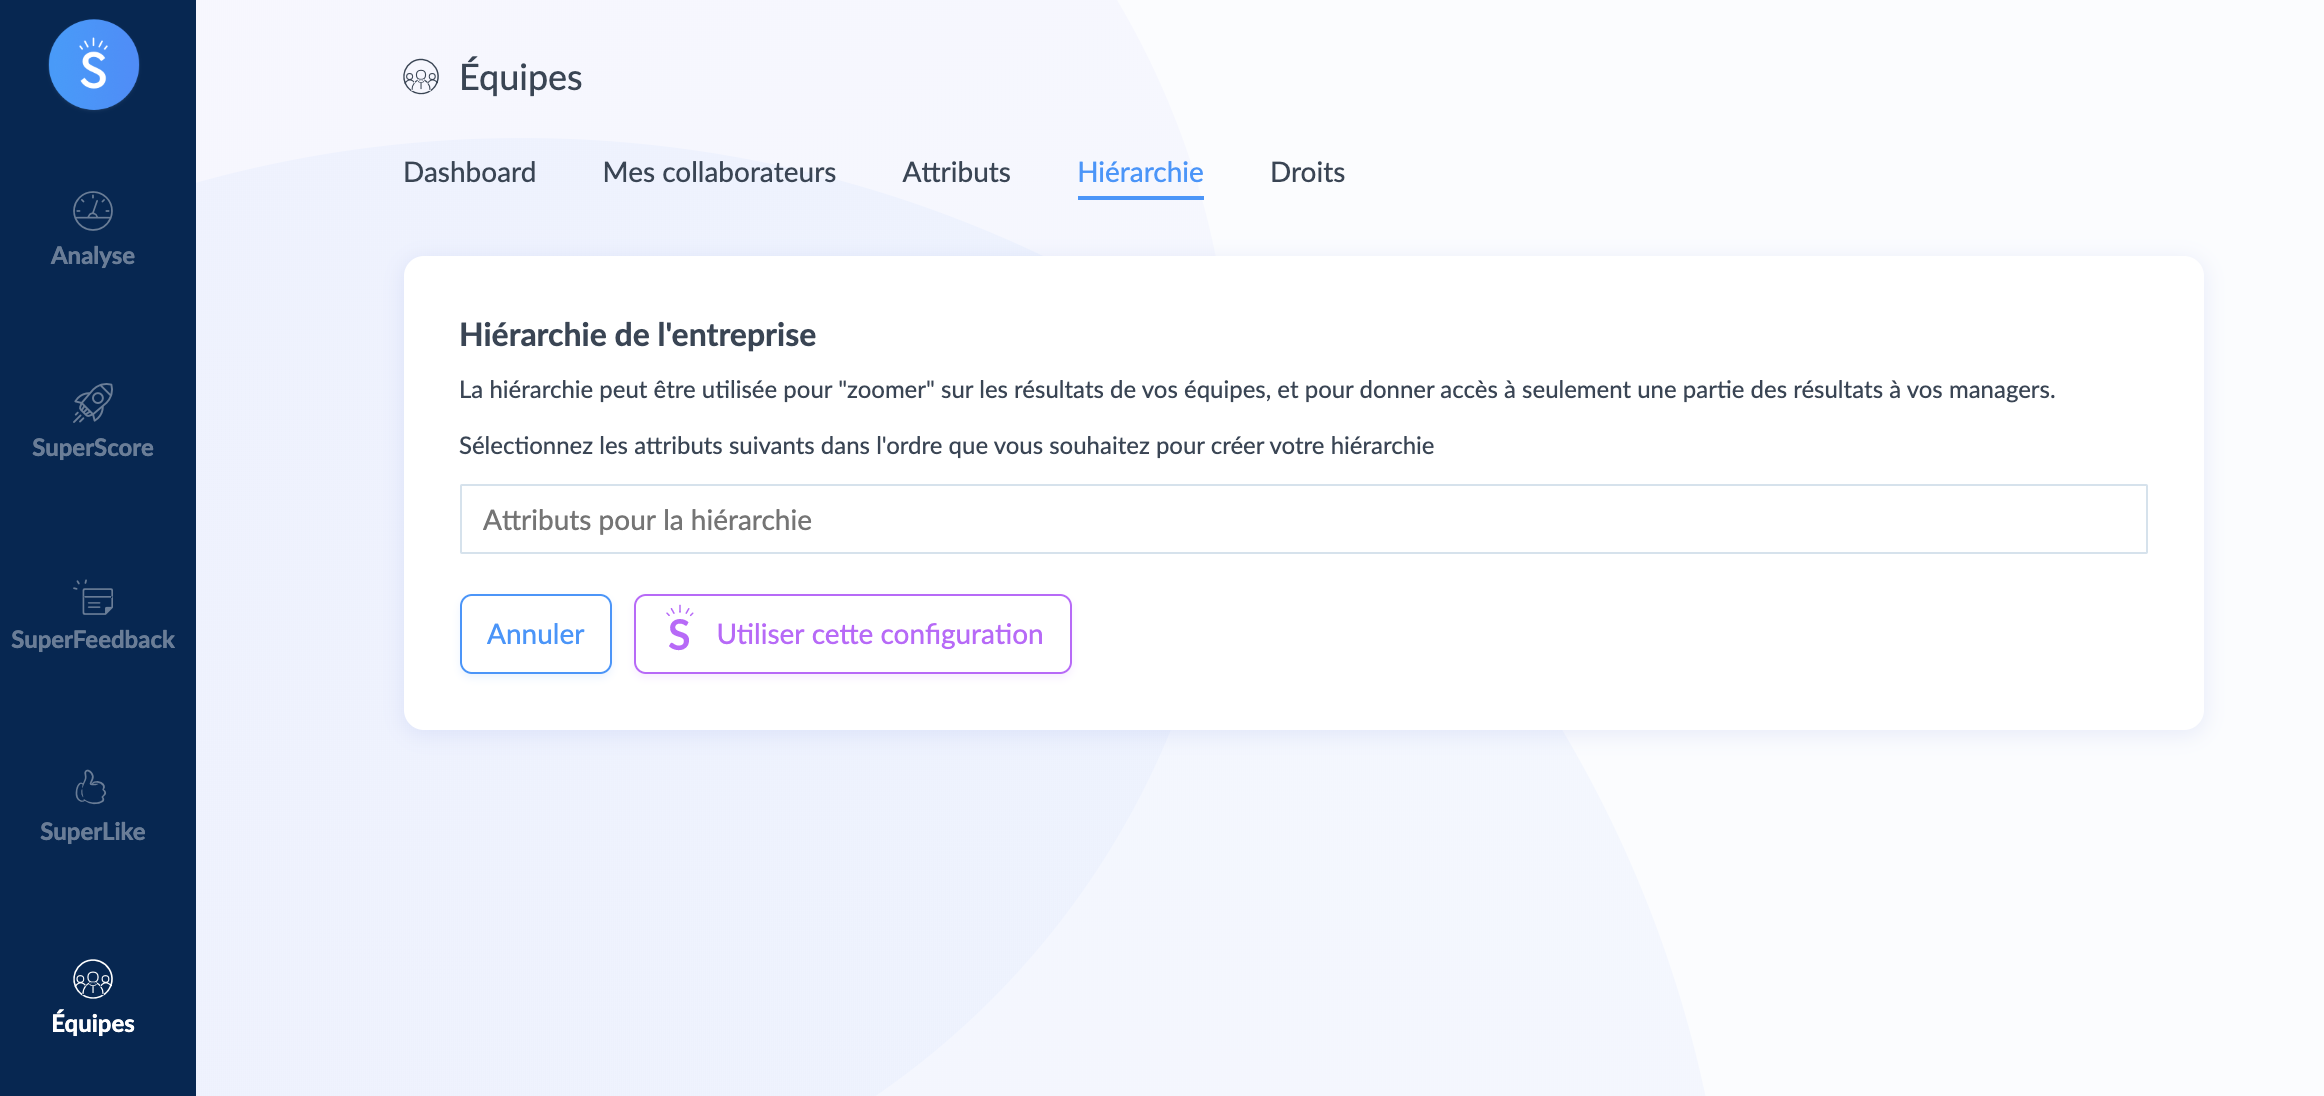 S
Analyse
SuperScore
SuperFeedback
SuperLike
Équipes
Équipes
Dashboard Mes collaborateurs Attributs Hiérarchie Droits
Hiérarchie de l'entreprise
La hiérarchie peut être utilisée pour "zoomer" sur les résultats de vos équipes, et pour donner accès à seulement une partie des résultats à vos managers.
Sélectionnez les attributs suivants dans l'ordre que vous souhaitez pour créer votre hiérarchie
Attributs pour la hiérarchie
Annuler S Utiliser cette configuration